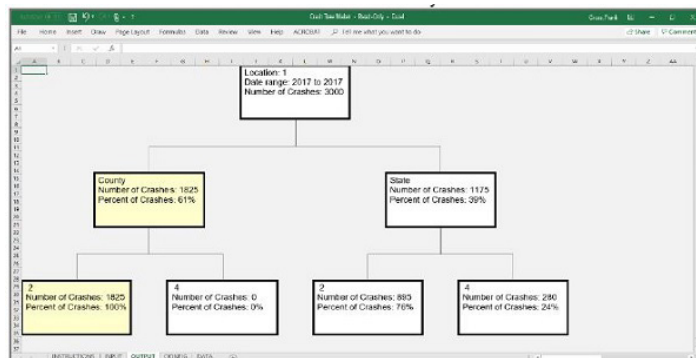 Crash Tree Maker - Read-Only - Excel
File Home Insert Draw Page Layout Formulas Data Review View Help ACROBAT Tell me what you want to do Share Comment
A1
A B C D E F G H I J K L M N O P Q R S T U V W X Y Z AA
Location: 1
Date range: 2017 to 2017
Number of Crashes: 3000
County
Number of Crashes: 1825
Percent of Crashes: 61%
State
Number of Crashes: 1175
Percent of Crashes: 39%
2
Number of Crashes: 1825
Percent of Crashes: 100%
4
Number of Crashes: 0
Percent of Crashes: 0%
2
Number of Crashes: 895
Percent of Crashes: 76%
4
Number of Crashes: 280
Percent of Crashes: 24%
INSTRUCTIONS INPUT OUTPUT CONFIG DATA